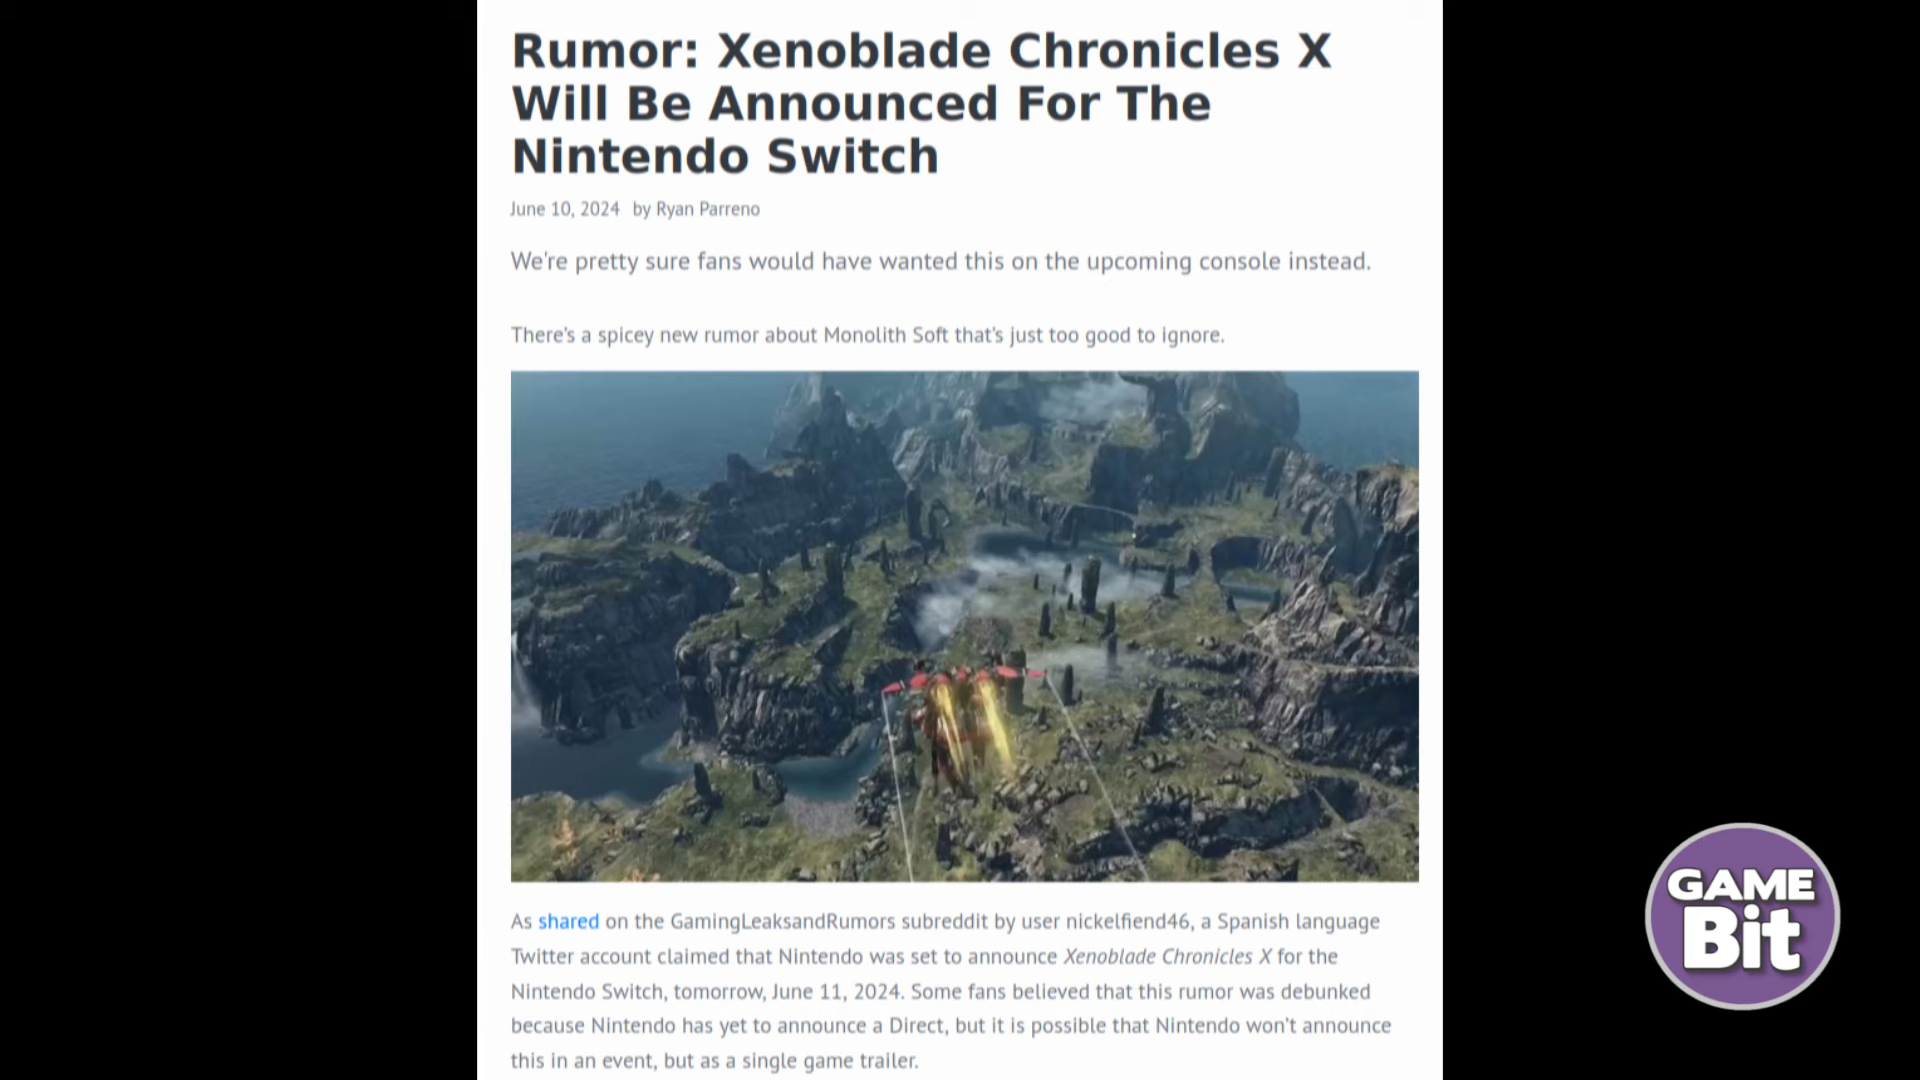 Rumor: Xenoblade Chronicles X
Will Be Announced For The
Nintendo Switch
June 10, 2024 by Ryan Parreno
We're pretty sure fans would have wanted this on the upcoming console instead.
There's a spicey new rumor about Monolith Soft that's just too good to ignore.
As shared on the GamingLeaksandRumors subreddit by user nickelfiend46, a Spanish language
Twitter account claimed that Nintendo was set to announce Xenoblade Chronicles X for the
Nintendo Switch, tomorrow, June 11, 2024. Some fans believed that this rumor was debunked
because Nintendo has yet to announce a Direct, but it is possible that Nintendo won't announce
this in an event, but as a single game trailer.
GAME
Bit